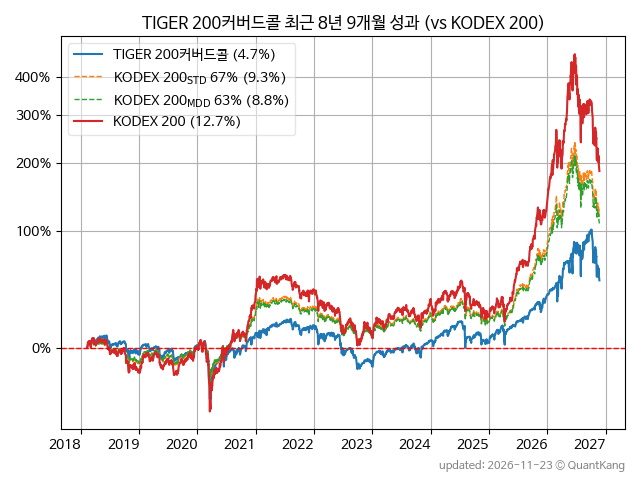 TIGER 200커버드콜 최근 8년 9개월 성과 (vs KODEX 200)
TIGER 200커버드콜 (4.7%)
KODEX 200STD 67% (9.3%)
KODEX 200MDD 63% (8.8%)
KODEX 200 (12.7%)
400%
300%
200%
100%
0%
2018 2019 2020 2021 2022 2023 2024 2025 2026 2027
updated: 2026-11-23 © QuantKang